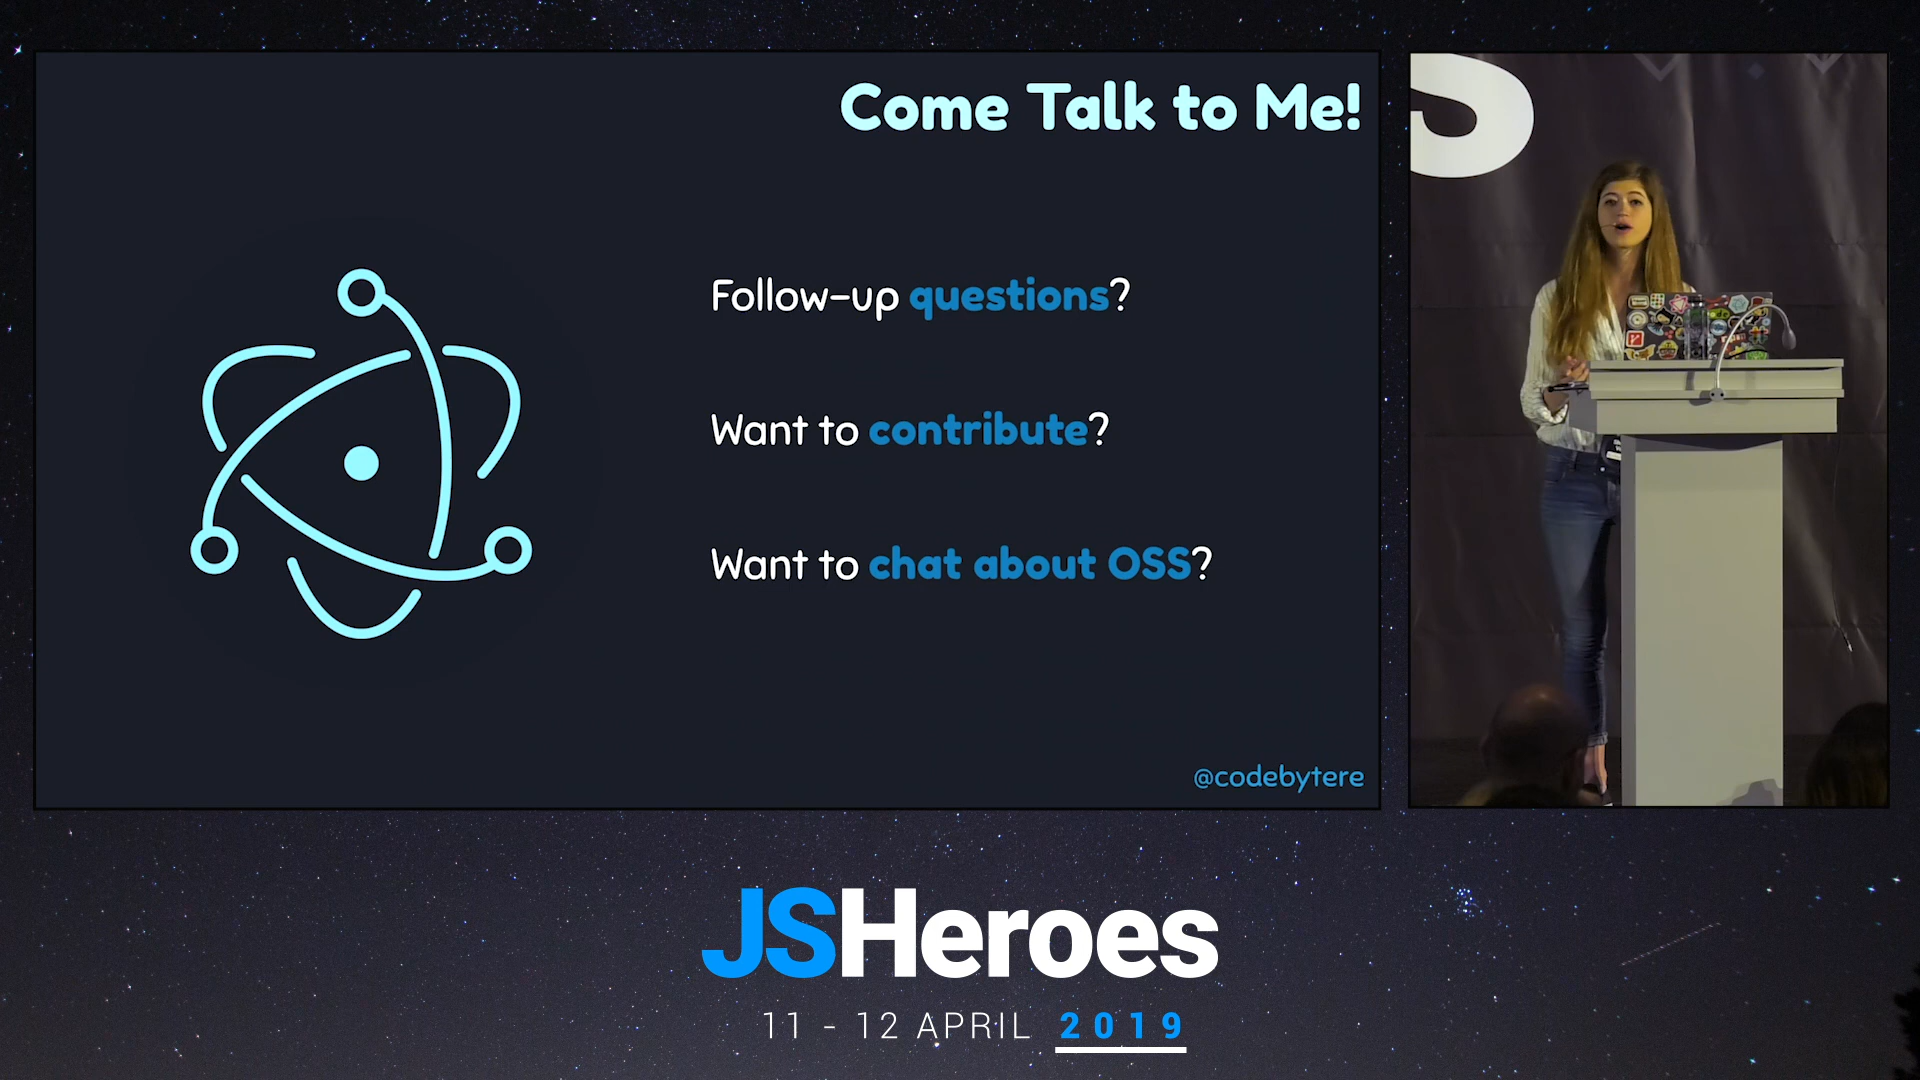 Come Talk to Me!
Follow-up questions?
Want to contribute?
Want to chat about OSS?
@codebytere
S
JSHeroes
11 - 12 APRIL 2019